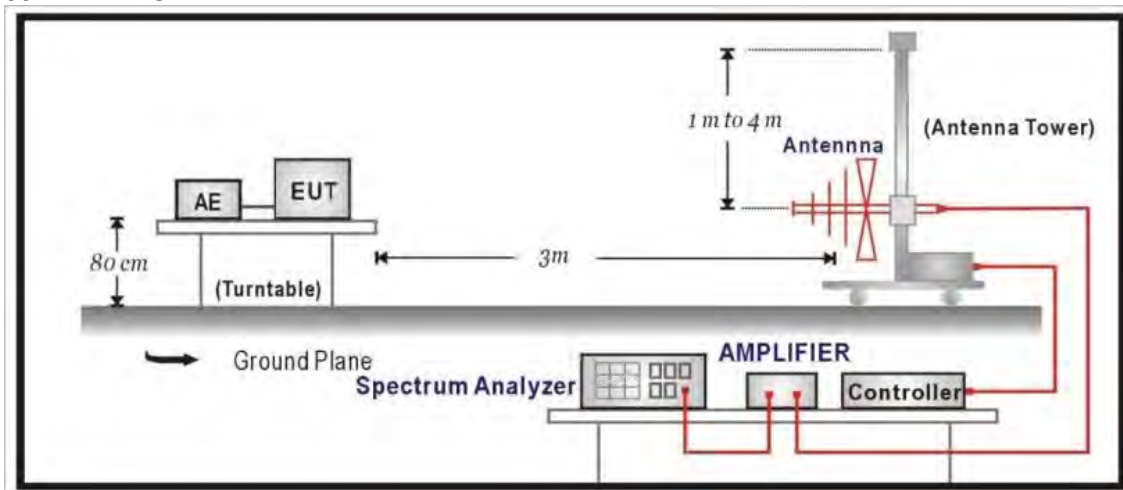 1 m to 4 m
(Antenna Tower)
Antennna
EUT
AE
80 cm
3m
(Turntable)
Ground Plane
AMPLIFIER
Spectrum Analyzer
Controller